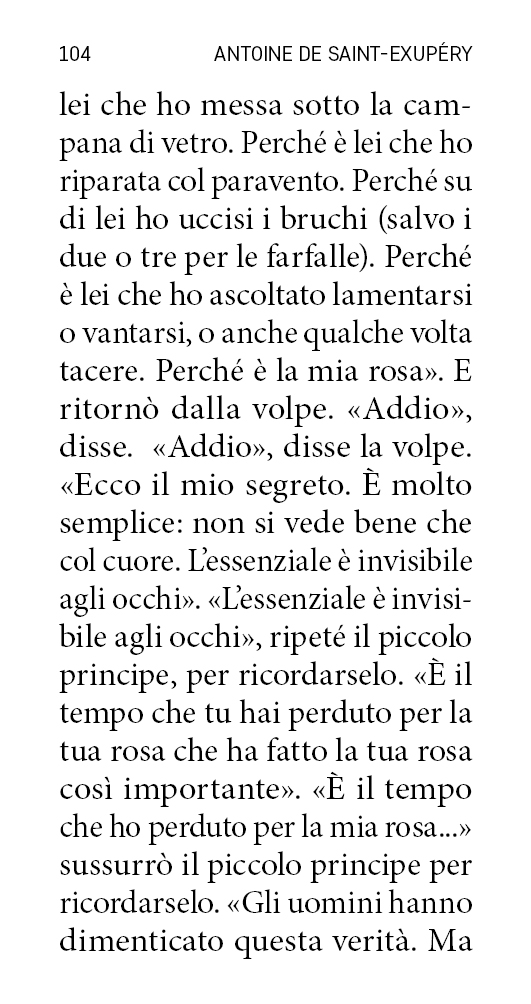 104 ANTOINE DE SAINT-EXUPÉRY
lei che ho messa sotto la cam-
pana di vetro. Perché è lei che ho
riparata col paravento. Perché su
di lei ho uccisi i bruchi (salvo i
due o tre per le farfalle). Perché
è lei che ho ascoltato lamentarsi
o vantarsi, o anche qualche volta
tacere. Perché è la mia rosa». E
ritornò dalla volpe. «Addio»,
disse. «Addio», disse la volpe.
«Ecco il mio segreto. È molto
semplice: non si vede bene che
col cuore. L’essenziale è invisibile
agli occhi». «L’essenziale è invisi-
bile agli occhi», ripeté il piccolo
principe, per ricordarselo. «È il
tempo che tu hai perduto per la
tua rosa che ha fatto la tua rosa
così importante». «È il tempo
che ho perduto per la mia rosa...»
sussurrò il piccolo principe per
ricordarselo. «Gli uomini hanno
dimenticato questa verità. Ma